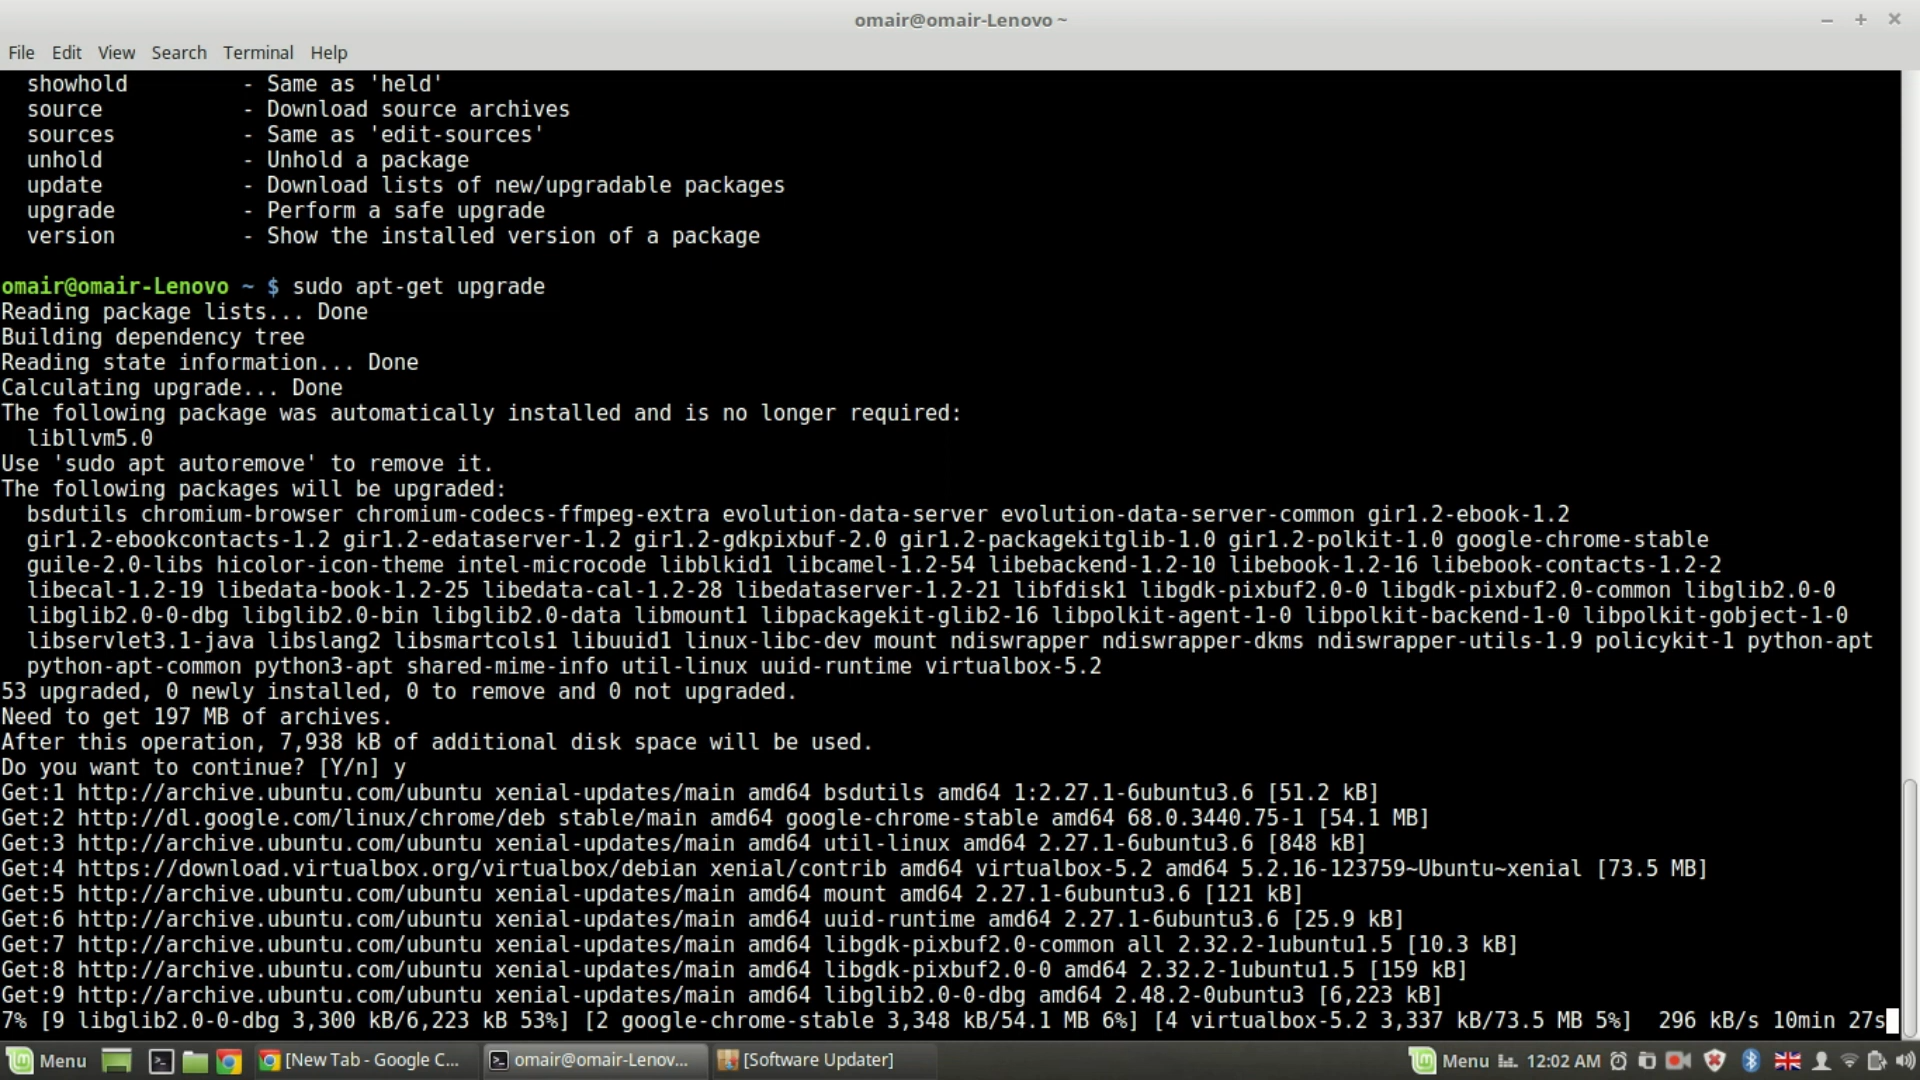 omair@omair-Lenovo ~
File Edit View Search Terminal Help
showhold - Same as 'held'
source - Download source archives
sources - Same as 'edit-sources'
unhold - Unhold a package
update - Download lists of new/upgradable packages
upgrade - Perform a safe upgrade
version - Show the installed version of a package
omair@omair-Lenovo ~ $ sudo apt-get upgrade
Reading package lists... Done
Building dependency tree
Reading state information... Done
Calculating upgrade... Done
The following package was automatically installed and is no longer required:
libllvm5.0
Use 'sudo apt autoremove' to remove it.
The following packages will be upgraded:
bsdutils chromium-browser chromium-codecs-ffmpeg-extra evolution-data-server evolution-data-server-common gir1.2-ebook-1.2
gir1.2-ebookcontacts-1.2 gir1.2-edataserver-1.2 gir1.2-gdkpixbuf-2.0 gir1.2-packagekitglib-1.0 gir1.2-polkit-1.0 google-chrome-stable
guile-2.0-libs hicolor-icon-theme intel-microcode libblkid1 libcamel-1.2-54 libebackend-1.2-10 libebook-1.2-16 libebook-contacts-1.2-2
libecal-1.2-19 libedata-book-1.2-25 libedata-cal-1.2-28 libedataserver-1.2-21 libfdisk1 libgdk-pixbuf2.0-0 libgdk-pixbuf2.0-common libglib2.0-0
libglib2.0-0-dbg libglib2.0-bin libglib2.0-data libmount1 libpackagekit-glib2-16 libpolkit-agent-1-0 libpolkit-backend-1-0 libpolkit-gobject-1-0
libservlet3.1-java libslang2 libsmartcols1 libuuid1 linux-libc-dev mount ndiswrapper ndiswrapper-dkms ndiswrapper-utils-1.9 policykit-1 python-apt
python-apt-common python3-apt shared-mime-info util-linux uuid-runtime virtualbox-5.2
53 upgraded, 0 newly installed, 0 to remove and 0 not upgraded.
Need to get 197 MB of archives.
After this operation, 7,938 kB of additional disk space will be used.
Do you want to continue? [Y/n] y
Get:1 http://archive.ubuntu.com/ubuntu xenial-updates/main amd64 bsdutils amd64 1:2.27.1-6ubuntu3.6 [51.2 kB]
Get:2 http://dl.google.com/linux/chrome/deb stable/main amd64 google-chrome-stable amd64 68.0.3440.75-1 [54.1 MB]
Get:3 http://archive.ubuntu.com/ubuntu xenial-updates/main amd64 util-linux amd64 2.27.1-6ubuntu3.6 [848 kB]
Get:4 https://download.virtualbox.org/virtualbox/debian xenial/contrib amd64 virtualbox-5.2 amd64 5.2.16-123759~Ubuntu~xenial [73.5 MB]
Get:5 http://archive.ubuntu.com/ubuntu xenial-updates/main amd64 mount amd64 2.27.1-6ubuntu3.6 [121 kB]
Get:6 http://archive.ubuntu.com/ubuntu xenial-updates/main amd64 uuid-runtime amd64 2.27.1-6ubuntu3.6 [25.9 kB]
Get:7 http://archive.ubuntu.com/ubuntu xenial-updates/main amd64 libgdk-pixbuf2.0-common all 2.32.2-1ubuntu1.5 [10.3 kB]
Get:8 http://archive.ubuntu.com/ubuntu xenial-updates/main amd64 libgdk-pixbuf2.0-0 amd64 2.32.2-1ubuntu1.5 [159 kB]
Get:9 http://archive.ubuntu.com/ubuntu xenial-updates/main amd64 libglib2.0-0-dbg amd64 2.48.2-0ubuntu3 [6,223 kB]
7% [9 libglib2.0-0-dbg 3,300 kB/6,223 kB 53%] [2 google-chrome-stable 3,348 kB/54.1 MB 6%] [4 virtualbox-5.2 3,337 kB/73.5 MB 5%] 296 kB/s 10min 27s
Menu [New Tab - Google C... omair@omair-Lenov... [Software Updater] Menu 12:02 AM